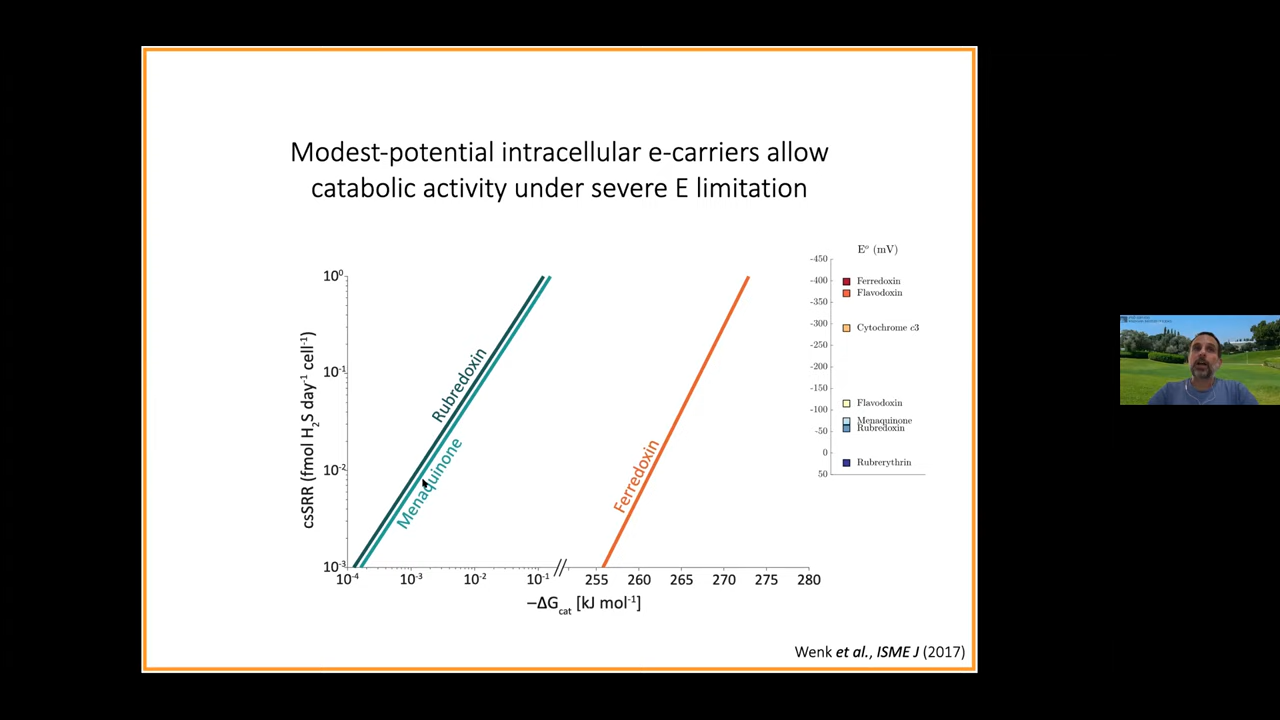 Modest-potential intracellular e-carriers allow
catabolic activity under severe E limitation
csSRR (fmol H₂S day⁻¹ cell⁻¹)
10⁰
10⁻¹
10⁻²
10⁻³
Rubredoxin
Menaquinone
Ferredoxin
10⁻⁴ 10⁻³ 10⁻² 10⁻¹ // 255 260 265 270 275 280
−ΔG_cat [kJ mol⁻¹]
E° (mV)
-450
-400 Ferredoxin
-350 Flavodoxin
-300 Cytochrome c3
-250
-200
-150
-100 Flavodoxin
Menaquinone
-50 Rubredoxin
0
Rubrerythrin
50
Wenk et al., ISME J (2017)